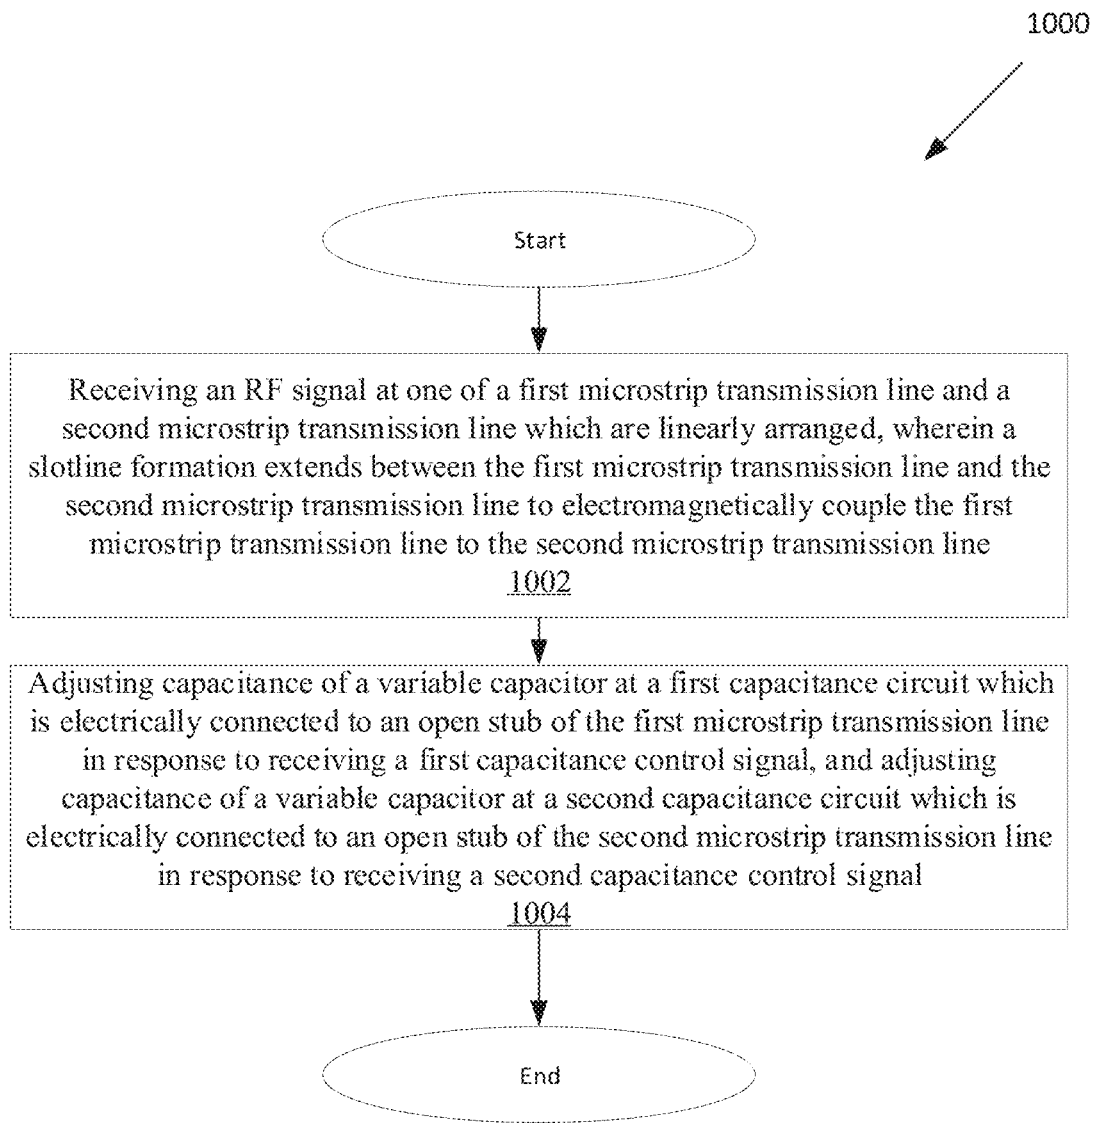 1000
Start
Receiving an RF signal at one of a first microstrip transmission line and a
second microstrip transmission line which are linearly arranged, wherein a
slotline formation extends between the first microstrip transmission line and the
second microstrip transmission line to electromagnetically couple the first
microstrip transmission line to the second microstrip transmission line
1002
Adjusting capacitance of a variable capacitor at a first capacitance circuit which
is electrically connected to an open stub of the first microstrip transmission line
in response to receiving a first capacitance control signal, and adjusting
capacitance of a variable capacitor at a second capacitance circuit which is
electrically connected to an open stub of the second microstrip transmission line
in response to receiving a second capacitance control signal
1004
End